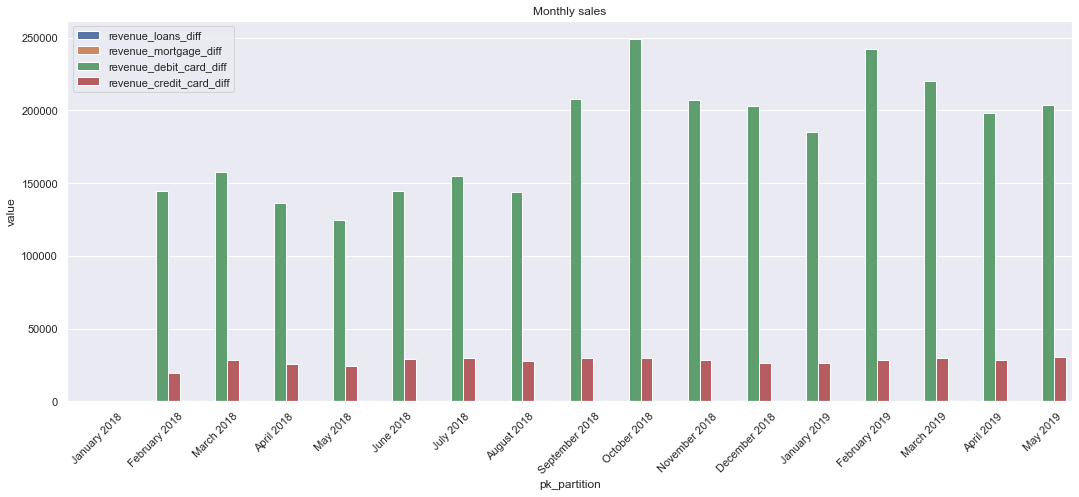 Monthly sales
revenue_loans_diff
revenue_mortgage_diff
revenue_debit_card_diff
revenue_credit_card_diff
value
250000
200000
150000
100000
50000
0
January 2018
February 2018
March 2018
April 2018
May 2018
June 2018
July 2018
August 2018
September 2018
October 2018
November 2018
December 2018
January 2019
February 2019
March 2019
April 2019
May 2019
pk_partition